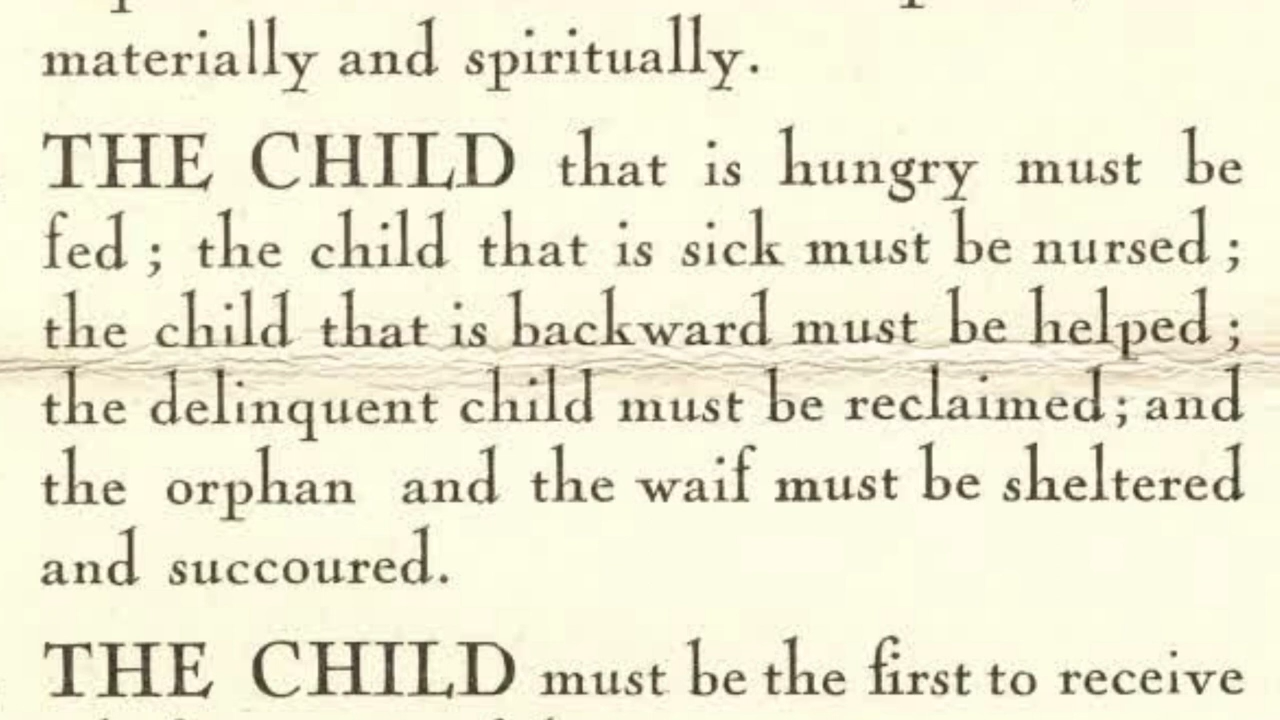 materially and spiritually.
THE CHILD that is hungry must be
fed ; the child that is sick must be nursed ;
the child that is backward must be helped ;
the delinquent child must be reclaimed ; and
the orphan and the waif must be sheltered
and succoured.
THE CHILD must be the first to receive